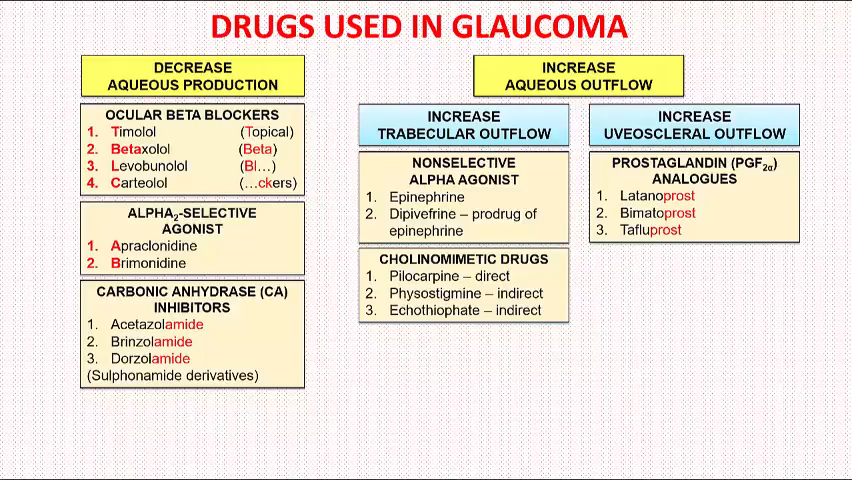 DRUGS USED IN GLAUCOMA
DECREASE
AQUEOUS PRODUCTION
OCULAR BETA BLOCKERS
1. Timolol (Topical)
2. Betaxolol (Beta)
3. Levobunolol (Bl...)
4. Carteolol (...ckers)
ALPHA₂-SELECTIVE
AGONIST
1. Apraclonidine
2. Brimonidine
CARBONIC ANHYDRASE (CA)
INHIBITORS
1. Acetazolamide
2. Brinzolamide
3. Dorzolamide
(Sulphonamide derivatives)
INCREASE
AQUEOUS OUTFLOW
INCREASE
TRABECULAR OUTFLOW
NONSELECTIVE
ALPHA AGONIST
1. Epinephrine
2. Dipivefrine – prodrug of
epinephrine
CHOLINOMIMETIC DRUGS
1. Pilocarpine – direct
2. Physostigmine – indirect
3. Echothiophate – indirect
INCREASE
UVEOSCLERAL OUTFLOW
PROSTAGLANDIN (PGF₂α)
ANALOGUES
1. Latanoprost
2. Bimatoprost
3. Tafluprost